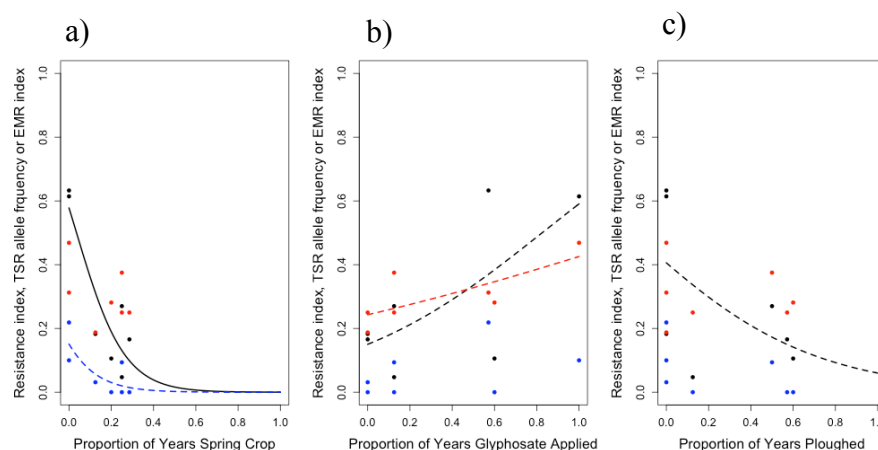 a)
b)
c)
Resistance index, TSR allele frquency or EMR index
0.0 0.2 0.4 0.6 0.8 1.0
0.0 0.2 0.4 0.6 0.8 1.0
Proportion of Years Spring Crop
Resistance index, TSR allele frquency or EMR index
0.0 0.2 0.4 0.6 0.8 1.0
0.0 0.2 0.4 0.6 0.8 1.0
Proportion of Years Glyphosate Applied
Resistance index, TSR allele frquency or EMR index
0.0 0.2 0.4 0.6 0.8 1.0
0.0 0.2 0.4 0.6 0.8 1.0
Proportion of Years Ploughed